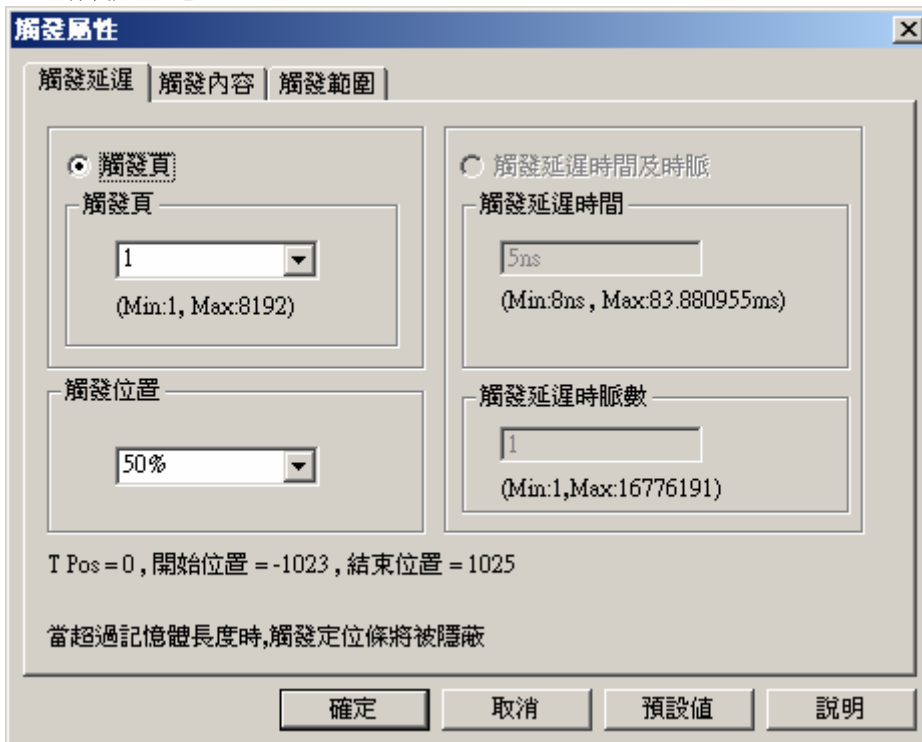 觸發屬性
觸發延遲
觸發內容
觸發範圍
觸發頁
觸發頁
1
(Min:1, Max:8192)
觸發位置
50%
觸發延遲時間及時脈
觸發延遲時間
5ns
(Min:8ns , Max:83.880955ms)
觸發延遲時脈數
1
(Min:1,Max:16776191)
T Pos = 0 , 開始位置 = -1023 , 結束位置 = 1025
當超過記憶體長度時,觸發定位條將被隱蔽
確定
取消
預設值
說明